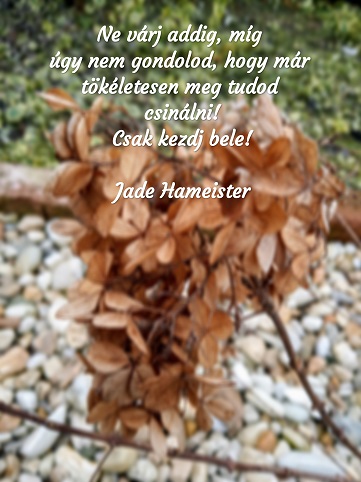 Ne várj addig, míg
úgy nem gondolod, hogy már
tökéletesen meg tudod
csinálni!
Csak kezdj bele!
Jade Hameister